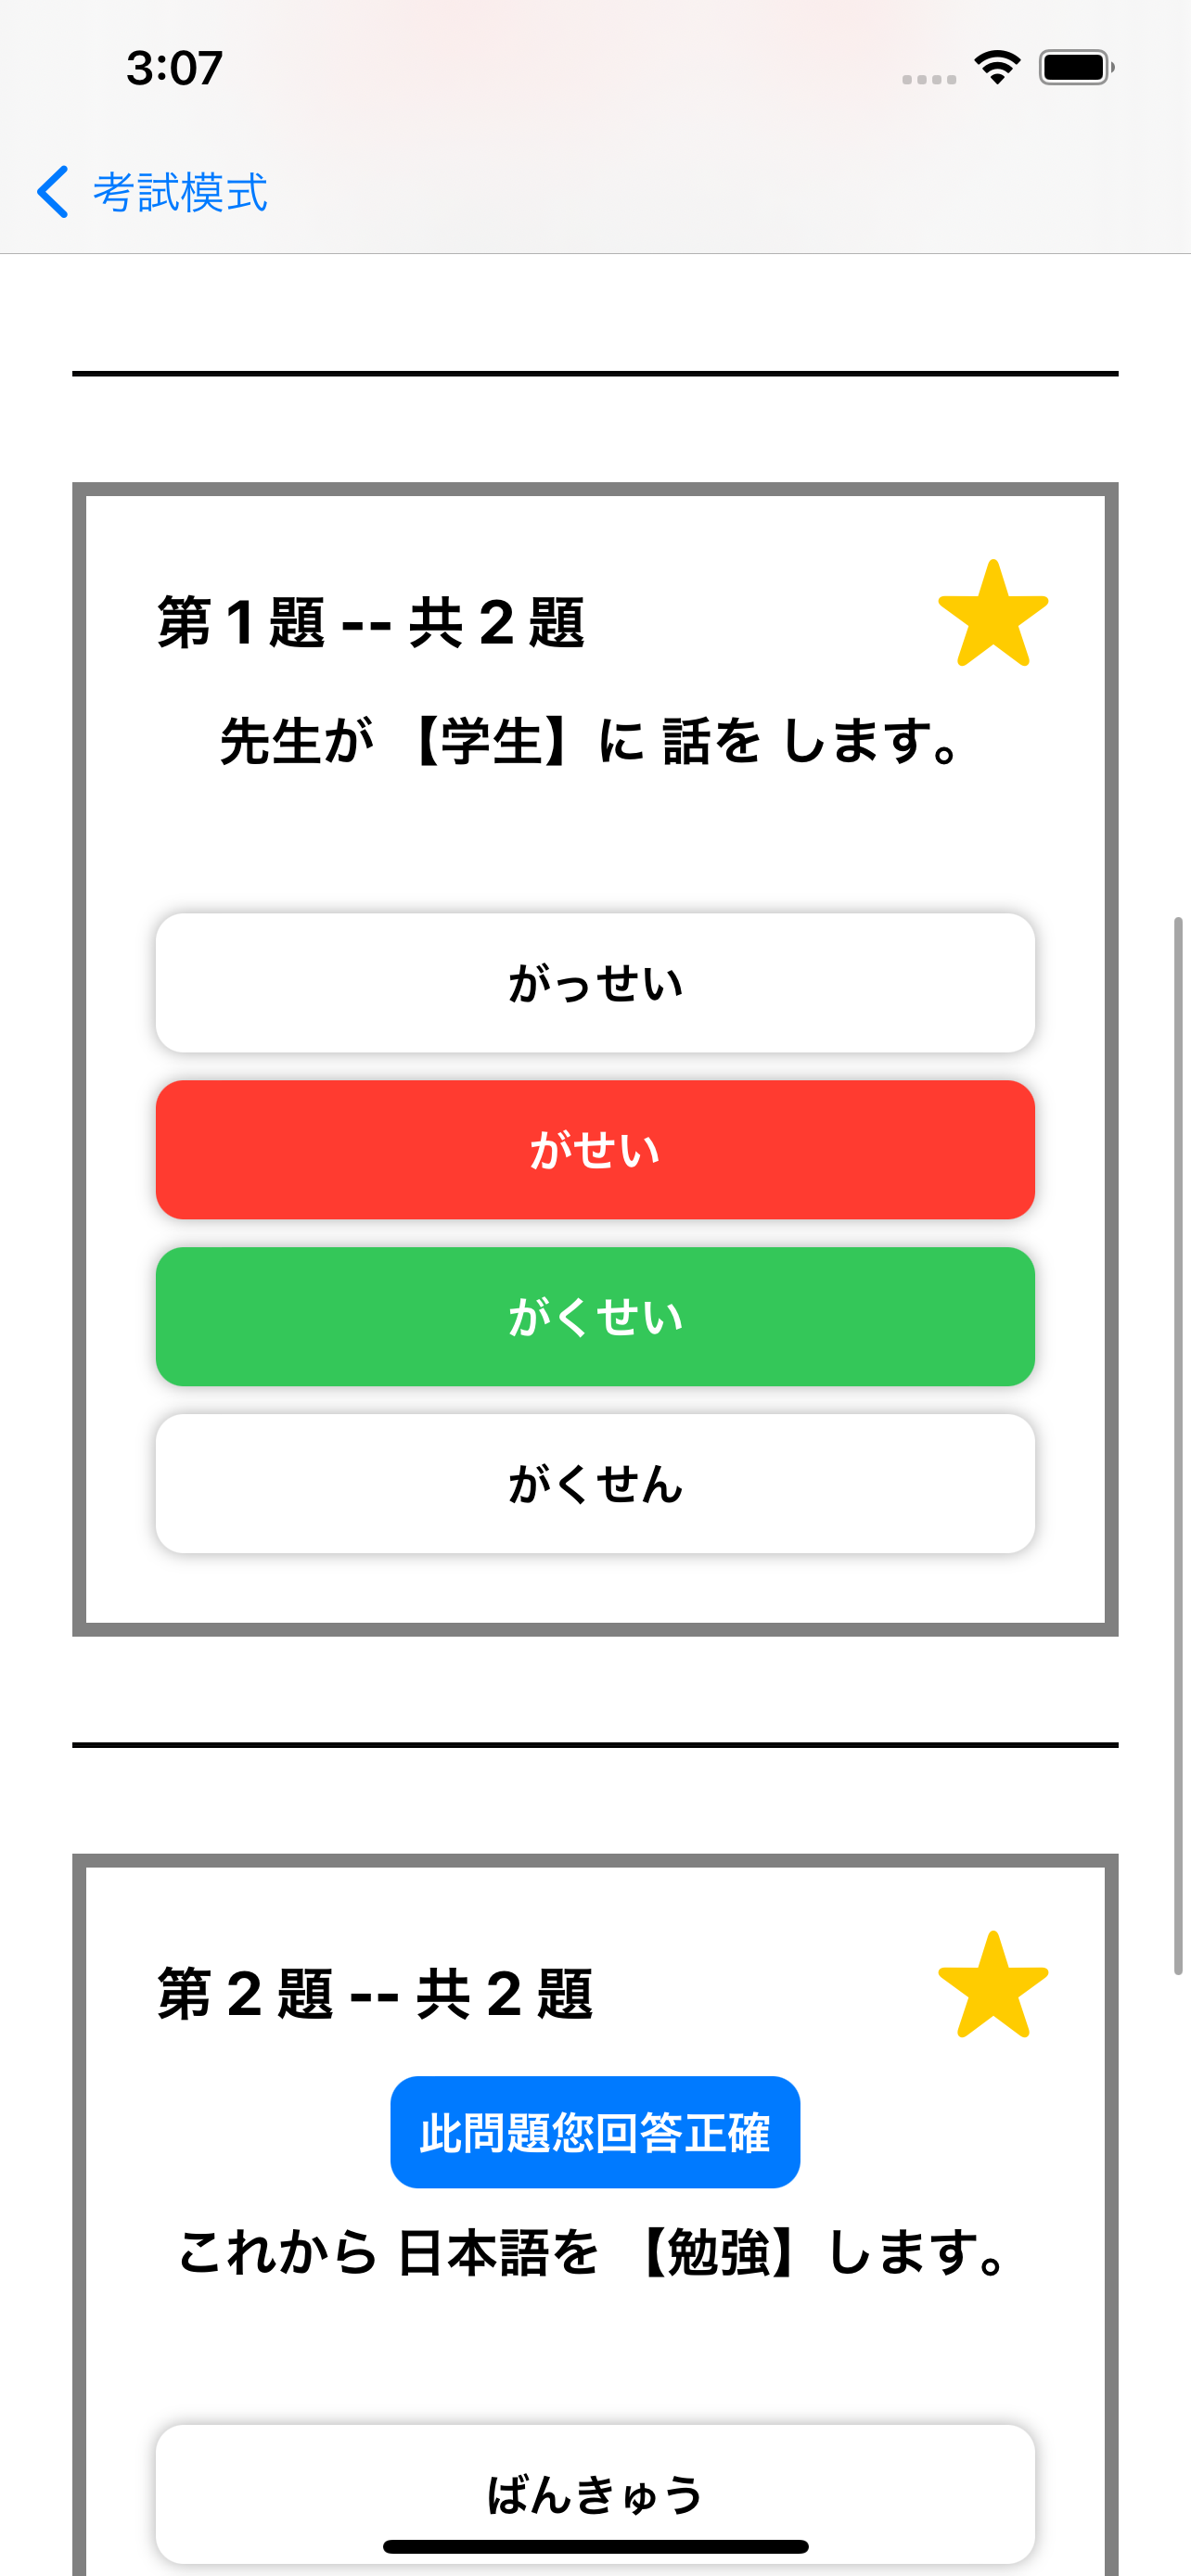 3:07
考試模式
第 1 題 -- 共 2 題
先生が 【学生】に 話を します。
がっせい
がせい
がくせい
がくせん
第 2 題 -- 共 2 題
此問題您回答正確
これから 日本語を 【勉強】します。
ばんきゅう